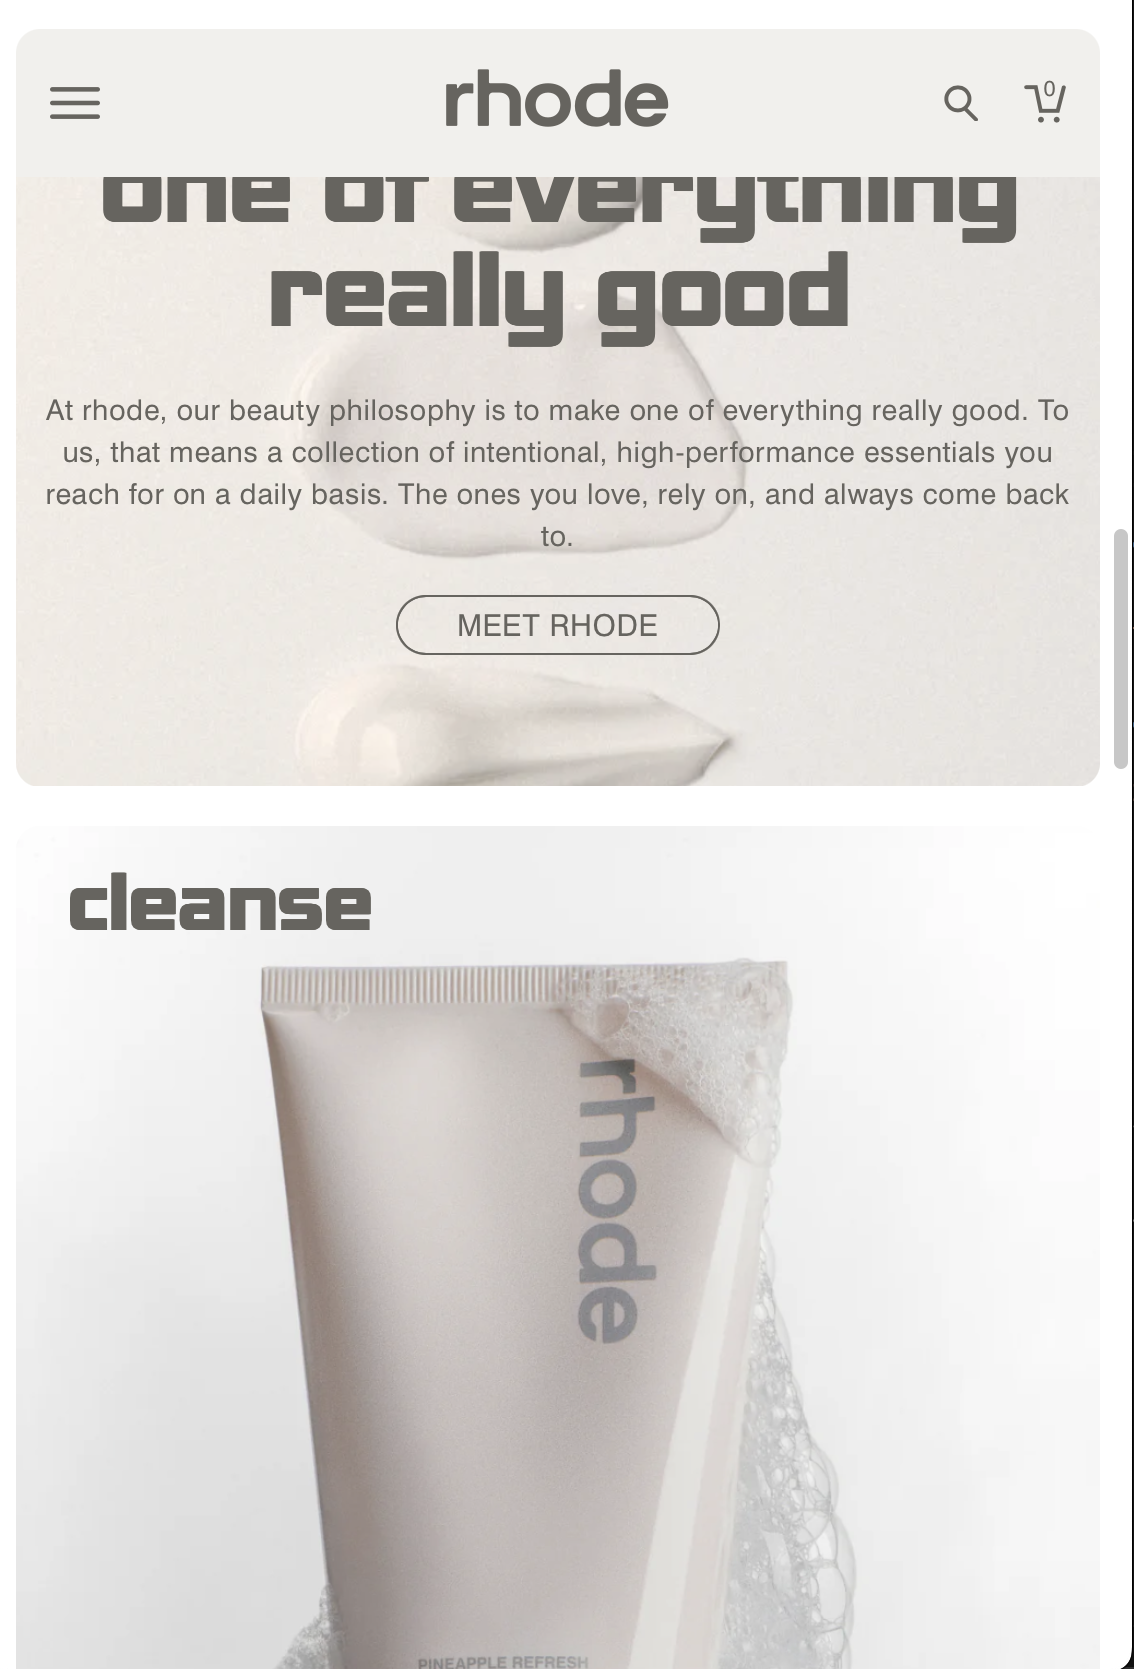 rhode
0
one of everything
really good
At rhode, our beauty philosophy is to make one of everything really good. To
us, that means a collection of intentional, high-performance essentials you
reach for on a daily basis. The ones you love, rely on, and always come back
to.
MEET RHODE
cleanse
rhode
PINEAPPLE REFRESH